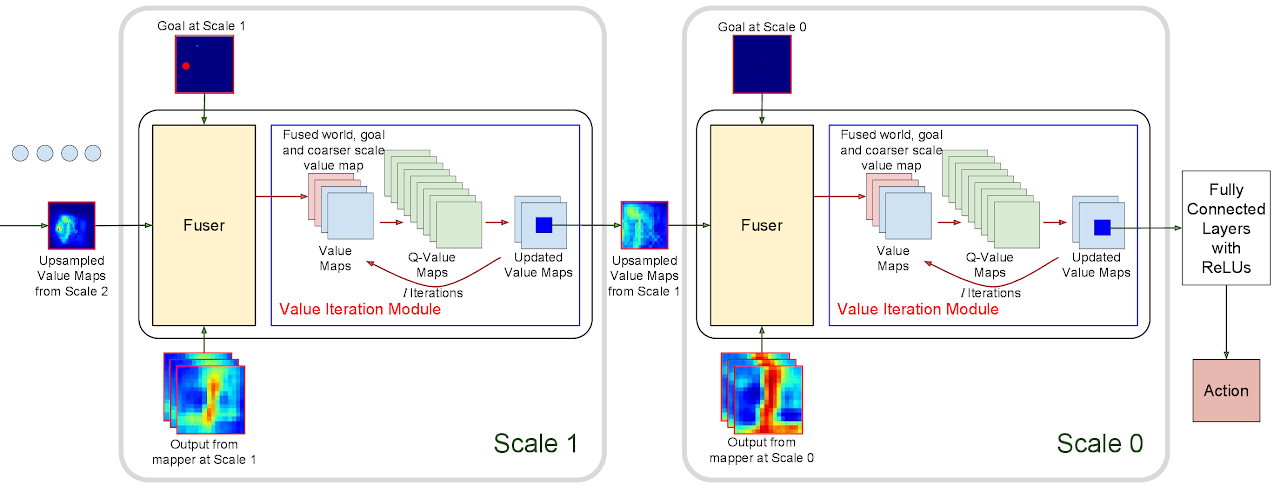 Goal at Scale 1
Fuser
Fused world, goal
and coarser scale
value map
Value
Maps
Q-Value
Maps
Updated
Value Maps
l Iterations
Value Iteration Module
Upsampled
Value Maps
from Scale 2
Output from
mapper at Scale 1
Scale 1
Upsampled
Value Maps
from Scale 1
Goal at Scale 0
Fuser
Fused world, goal
and coarser scale
value map
Value
Maps
Q-Value
Maps
Updated
Value Maps
l Iterations
Value Iteration Module
Output from
mapper at Scale 0
Scale 0
Fully
Connected
Layers
with
ReLUs
Action